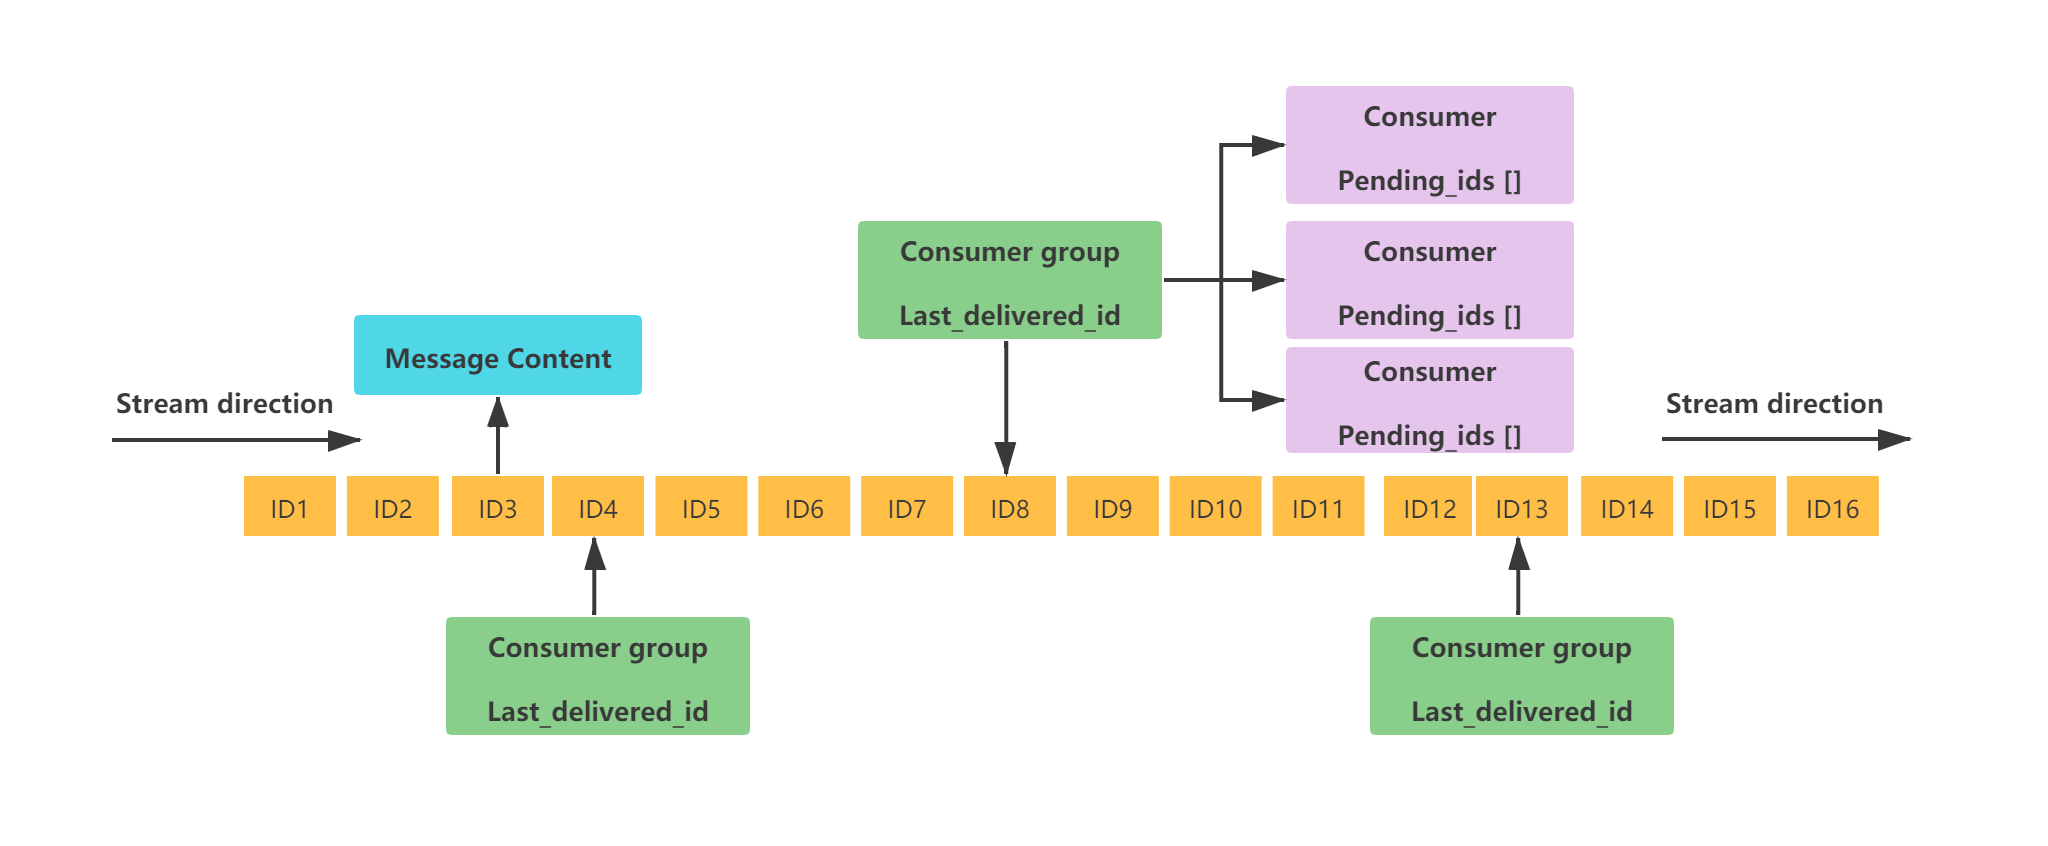 Consumer
Pending_ids []
Consumer group
Last_delivered_id
Consumer
Pending_ids []
Message Content
Consumer
Pending_ids []
Stream direction
Stream direction
ID1 ID2 ID3 ID4 ID5 ID6 ID7 ID8 ID9 ID10 ID11 ID12 ID13 ID14 ID15 ID16
Consumer group
Last_delivered_id
Consumer group
Last_delivered_id